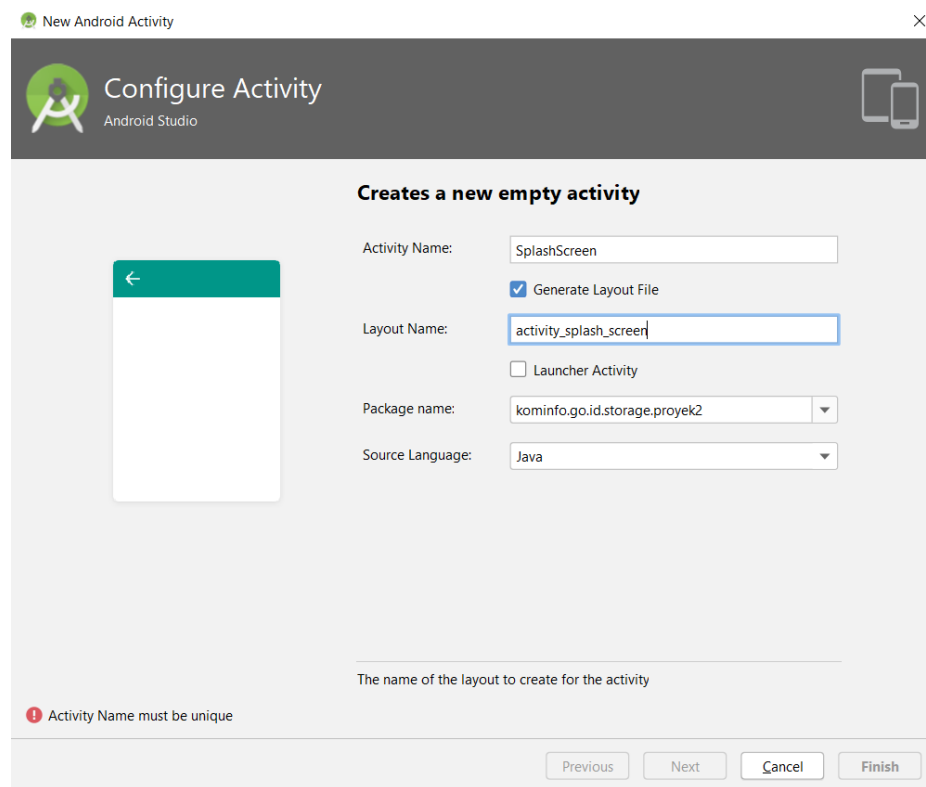 New Android Activity
Configure Activity
Android Studio
Creates a new empty activity
Activity Name:
SplashScreen
Generate Layout File
Layout Name:
activity_splash_screen
Launcher Activity
Package name:
kominfo.go.id.storage.proyek2
Source Language:
Java
The name of the layout to create for the activity
Activity Name must be unique
Previous
Next
Cancel
Finish